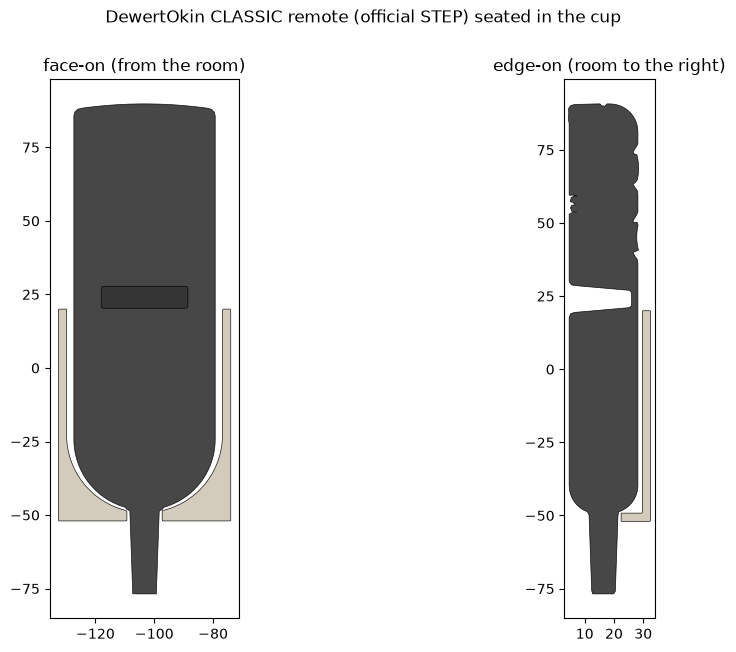 DewertOkin CLASSIC remote (official STEP) seated in the cup
face-on (from the room)
edge-on (room to the right)
75
50
25
0
−25
−50
−75
−120 −100 −80
75
50
25
0
−25
−50
−75
10 20 30